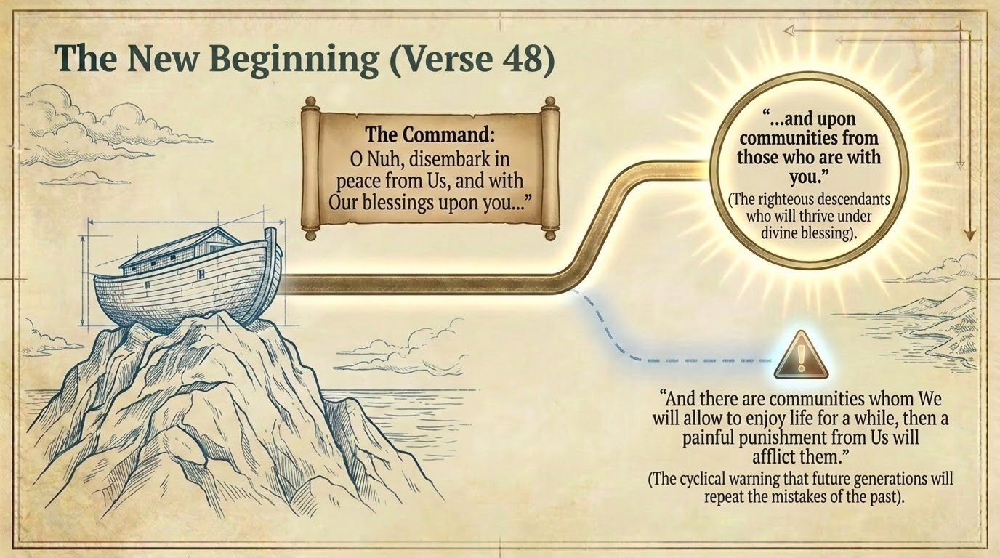 The New Beginning (Verse 48)
The Command:
O Nuh, disembark in
peace from Us, and with
Our blessings upon you...”
“...and upon
communities from
those who are with
you.”
(The righteous descendants
who will thrive under
divine blessing).
“And there are communities whom We
will allow to enjoy life for a while, then a
painful punishment from Us will
afflict them.”
(The cyclical warning that future generations will
repeat the mistakes of the past).